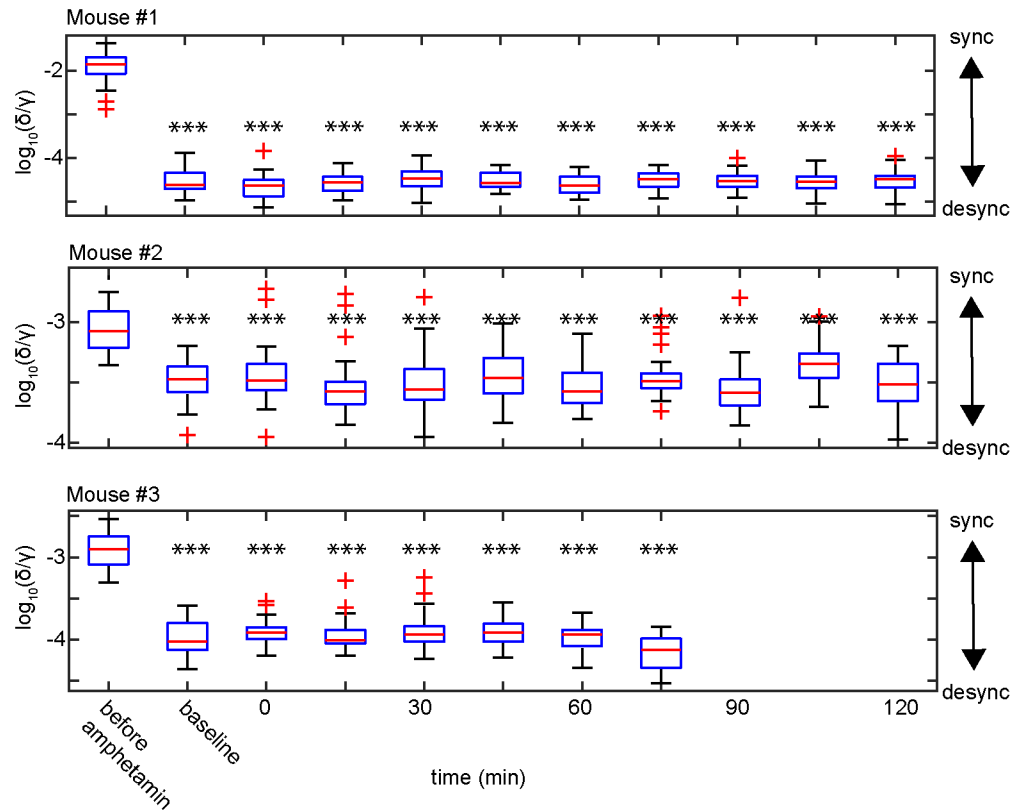 Mouse #1
sync
-2
log10(δ/γ)
*** *** *** *** *** *** *** *** *** ***
-4
desync
Mouse #2
sync
-3
*** *** *** *** *** *** *** *** *** ***
log10(δ/γ)
-4
desync
Mouse #3
sync
-3
*** *** *** *** *** *** ***
log10(δ/γ)
-4
desync
before
amphetamin
baseline
0 30 60 90 120
time (min)